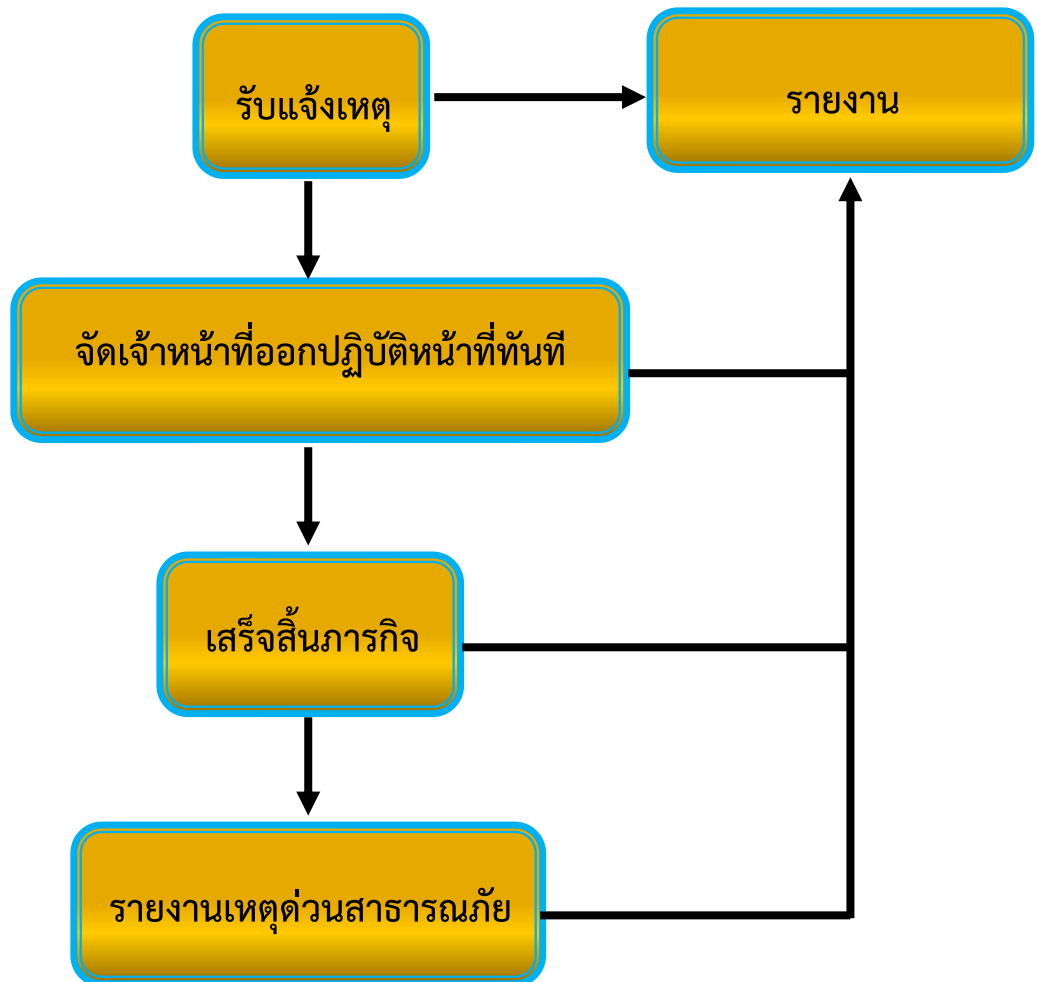 รับแจ้งเหตุ
รายงาน
จัดเจ้าหน้าที่ออกปฏิบัติหน้าที่ทันที
เสร็จสิ้นภารกิจ
รายงานเหตุด่วนสาธารณภัย